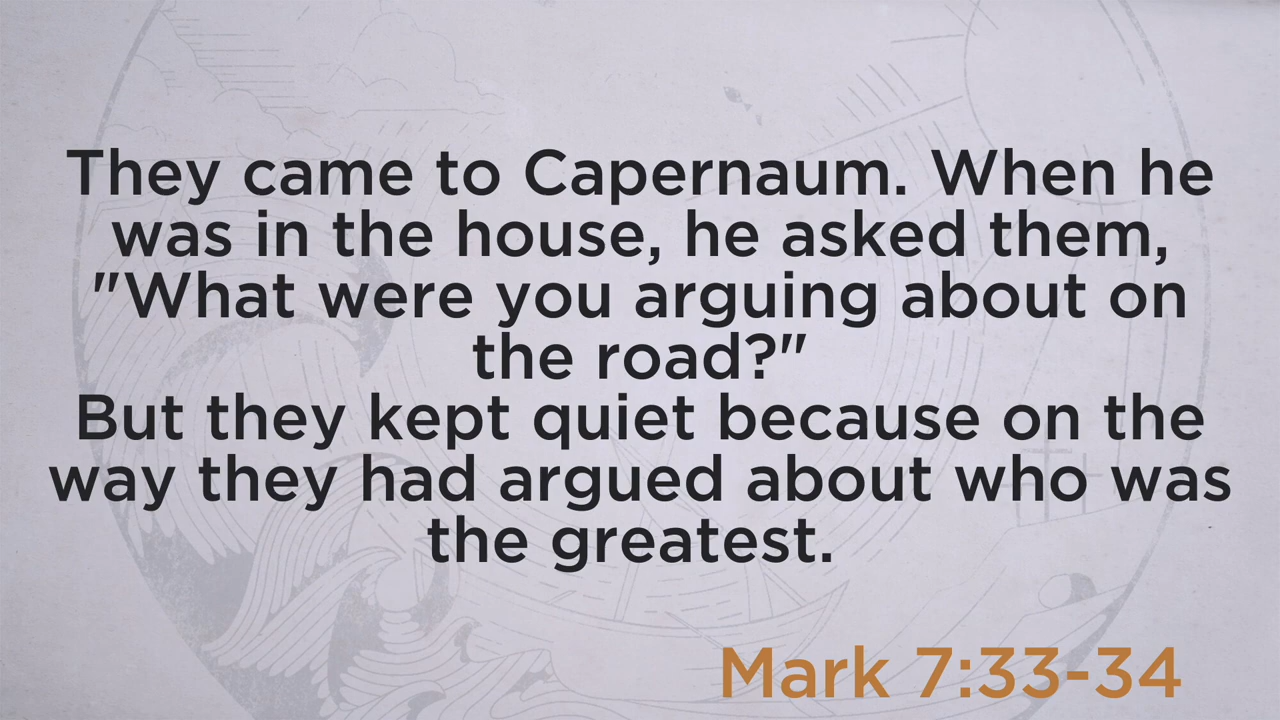 They came to Capernaum. When he
was in the house, he asked them,
"What were you arguing about on
the road?"
But they kept quiet because on the
way they had argued about who was
the greatest.
Mark 7:33-34